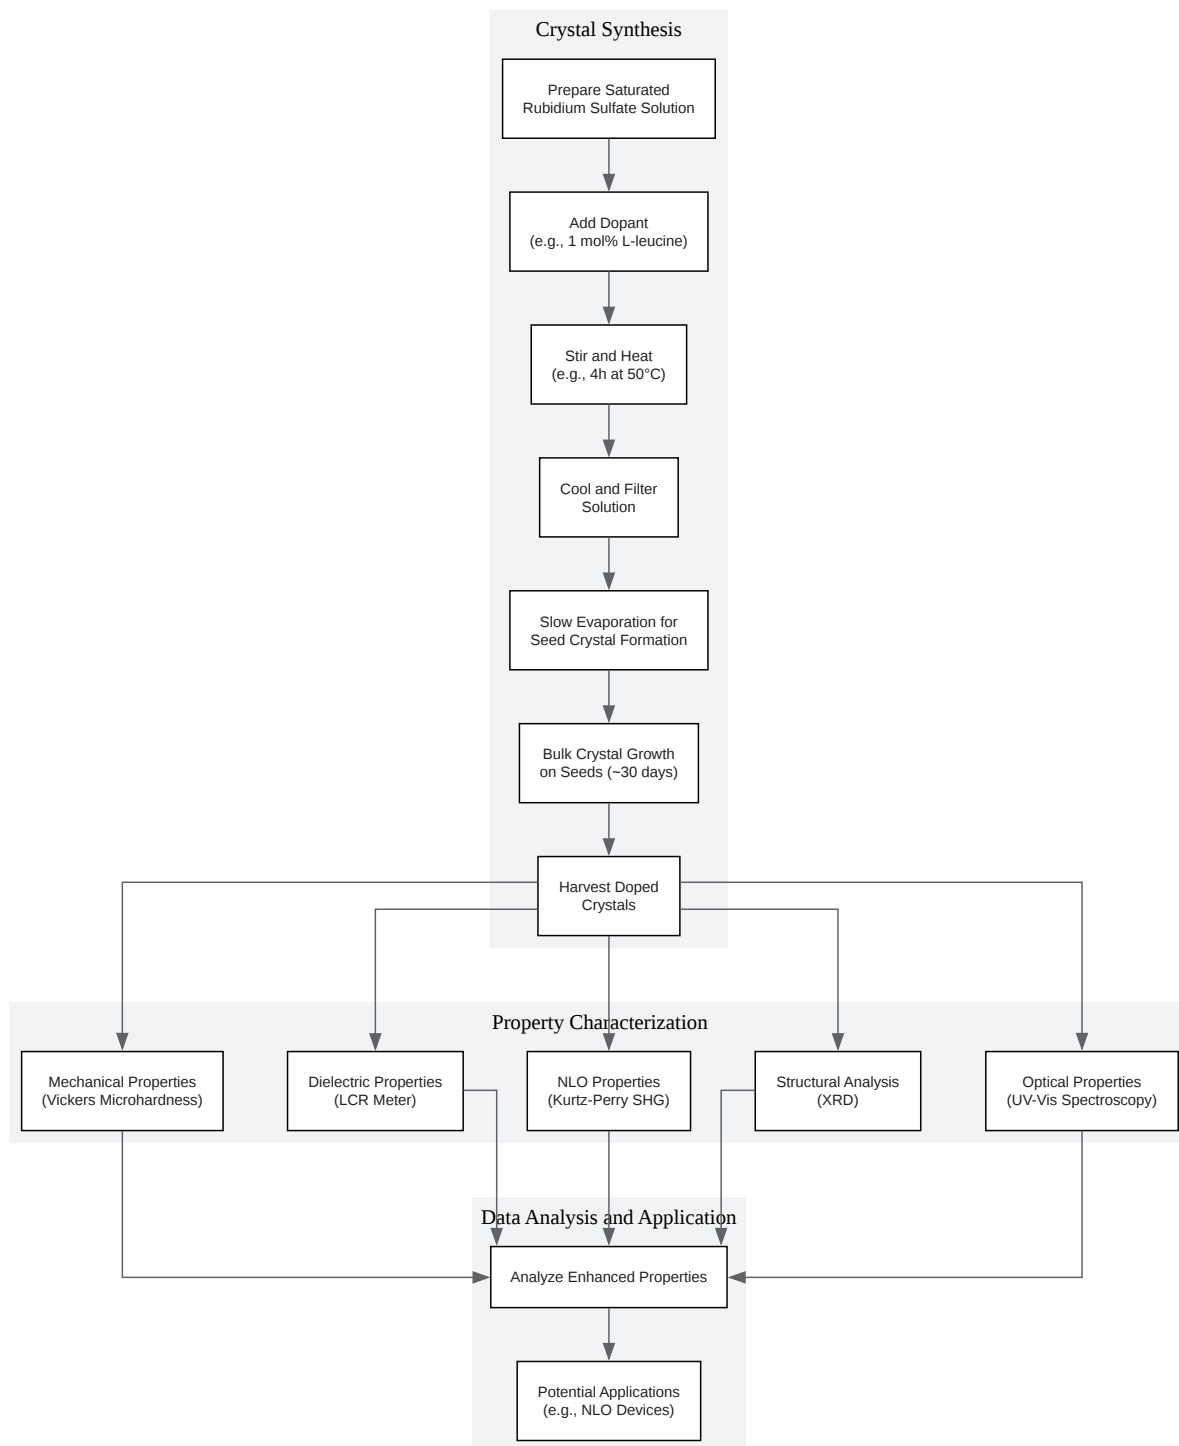 Crystal Synthesis
Prepare Saturated
Rubidium Sulfate Solution
Add Dopant
(e.g., 1 mol% L-leucine)
Stir and Heat
(e.g., 4h at 50°C)
Cool and Filter
Solution
Slow Evaporation for
Seed Crystal Formation
Bulk Crystal Growth
on Seeds (~30 days)
Harvest Doped
Crystals
Property Characterization
Mechanical Properties
(Vickers Microhardness)
Dielectric Properties
(LCR Meter)
NLO Properties
(Kurtz-Perry SHG)
Structural Analysis
(XRD)
Optical Properties
(UV-Vis Spectroscopy)
Data Analysis and Application
Analyze Enhanced Properties
Potential Applications
(e.g., NLO Devices)